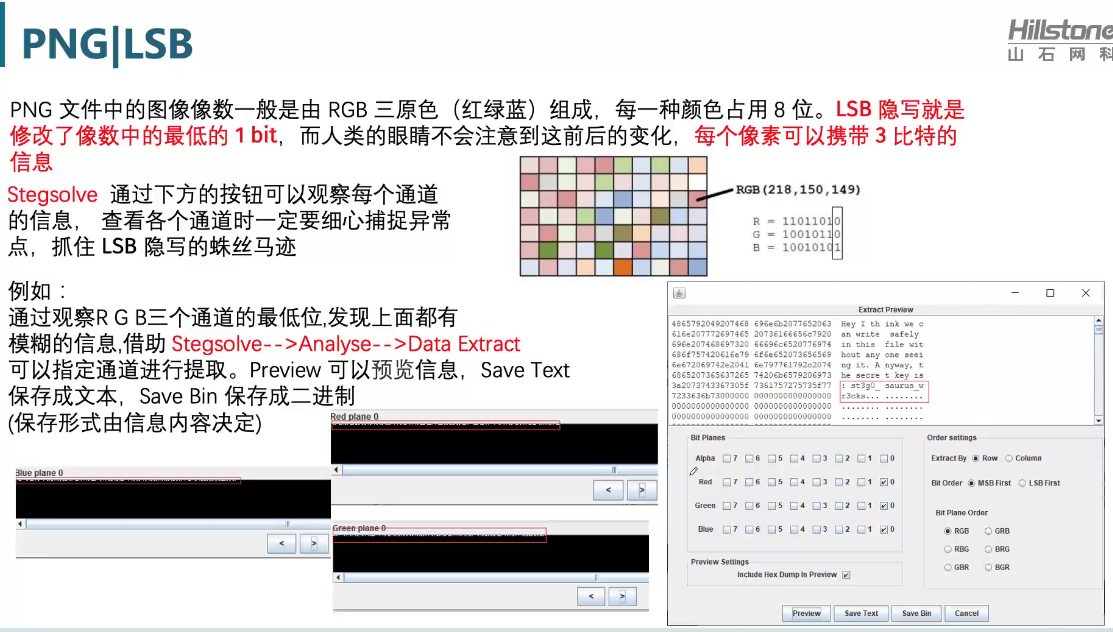 PNG|LSB
Hillstone
山石网科
PNG 文件中的图像像数一般是由 RGB 三原色（红绿蓝）组成，每一种颜色占用 8 位。LSB 隐写就是
修改了像数中的最低的 1 bit，而人类的眼睛不会注意到这前后的变化，每个像素可以携带 3 比特的
信息
Stegsolve 通过下方的按钮可以观察每个通道
的信息， 查看各个通道时一定要细心捕捉异常
点，抓住 LSB 隐写的蛛丝马迹
RGB(218,150,149)
R = 11011010
G = 10010110
B = 10010101
例如：
通过观察R G B三个通道的最低位,发现上面都有
模糊的信息,借助 Stegsolve-->Analyse-->Data Extract
可以指定通道进行提取。Preview 可以预览信息，Save Text
保存成文本，Save Bin 保存成二进制
(保存形式由信息内容决定)
Blue plane 0
< >
Red plane 0
< >
Green plane 0
< >
Extract Preview
4865792049207468 696e6b2077652063 Hey I th ink we c
616e207772697465 20736166656c7920 an write safely
696e207468697320 66696c6520776974 in this file wit
686f757420616e79 6f6e652073656569 hout any one seei
6e672069742e2041 6e797761792c2074 ng it. A nyway, t
6865207365637265 74206b6579206973 he secre t key is
3a2073743367305f 7361757275735f77 : st3g0_ saurus_w
7233636b73000000 0000000000000000 r3cks... ........
0000000000000000 0000000000000000 ........ ........
0000000000000000 0000000000000000 ........ ........
Bit Planes
Alpha 7 6 5 4 3 2 1 0
Red 7 6 5 4 3 2 1 0
Green 7 6 5 4 3 2 1 0
Blue 7 6 5 4 3 2 1 0
Preview Settings
Include Hex Dump In Preview
Order settings
Extract By Row Column
Bit Order MSB First LSB First
Bit Plane Order
RGB GRB
RBG BRG
GBR BGR
Preview Save Text Save Bin Cancel